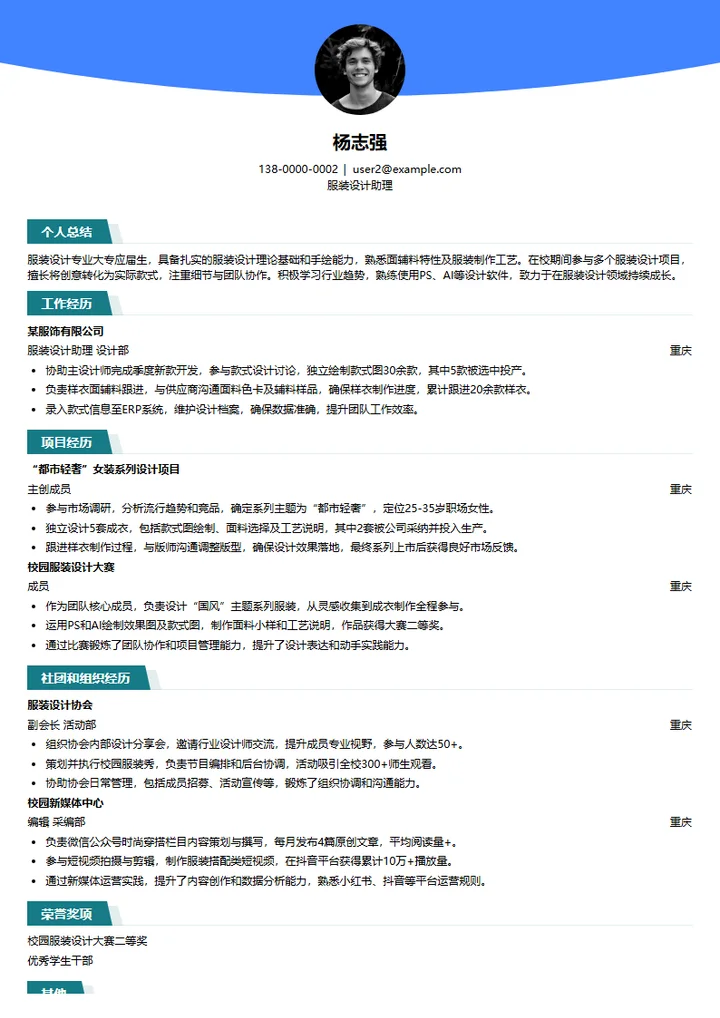 杨志强
138-0000-0002 | user2@example.com
服装设计助理
个人总结
服装设计专业大专应届生，具备扎实的服装设计理论基础和手绘能力，熟悉面辅料特性及服装制作工艺。在校期间参与多个服装设计项目，
擅长将创意转化为实际款式，注重细节与团队协作。积极学习行业趋势，熟练使用PS、AI等设计软件，致力于在服装设计领域持续成长。
工作经历
某服饰有限公司
服装设计助理 设计部 重庆
• 协助主设计师完成季度新款开发，参与款式设计讨论，独立绘制款式图30余款，其中5款被选中投产。
• 负责样衣面辅料跟进，与供应商沟通面料色卡及辅料样品，确保样衣制作进度，累计跟进20余款样衣。
• 录入款式信息至ERP系统，维护设计档案，确保数据准确，提升团队工作效率。
项目经历
“都市轻奢”女装系列设计项目
主创成员 重庆
• 参与市场调研，分析流行趋势和竞品，确定系列主题为“都市轻奢”，定位25-35岁职场女性。
• 独立设计5套成衣，包括款式图绘制、面料选择及工艺说明，其中2套被公司采纳并投入生产。
• 跟进样衣制作过程，与版师沟通调整版型，确保设计效果落地，最终系列上市后获得良好市场反馈。
校园服装设计大赛
成员 重庆
• 作为团队核心成员，负责设计“国风”主题系列服装，从灵感收集到成衣制作全程参与。
• 运用PS和AI绘制效果图及款式图，制作面料小样和工艺说明，作品获得大赛二等奖。
• 通过比赛锻炼了团队协作和项目管理能力，提升了设计表达和动手实践能力。
社团和组织经历
服装设计协会
副会长 活动部 重庆
• 组织协会内部设计分享会，邀请行业设计师交流，提升成员专业视野，参与人数达50+。
• 策划并执行校园服装秀，负责节目编排和后台协调，活动吸引全校300+师生观看。
• 协助协会日常管理，包括成员招募、活动宣传等，锻炼了组织协调和沟通能力。
校园新媒体中心
编辑 采编部 重庆
• 负责微信公众号时尚穿搭栏目内容策划与撰写，每月发布4篇原创文章，平均阅读量+。
• 参与短视频拍摄与剪辑，制作服装搭配类短视频，在抖音平台获得累计10万+播放量。
• 通过新媒体运营实践，提升了内容创作和数据分析能力，熟悉小红书、抖音等平台运营规则。
荣誉奖项
校园服装设计大赛二等奖
优秀学生干部
其他